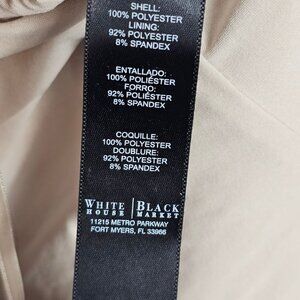 SHELL:
100% POLYESTER
LINING:
92% POLYESTER
8% SPANDEX
ENTALLADO:
100% POLIÉSTER
FORRO:
92% POLIÉSTER
8% SPANDEX
COQUILLE:
100% POLYESTER
DOUBLURE:
92% POLYESTER
8% SPANDEX
WHITE | BLACK
HOUSE | MARKET
11215 METRO PARKWAY
FORT MYERS, FL 33966